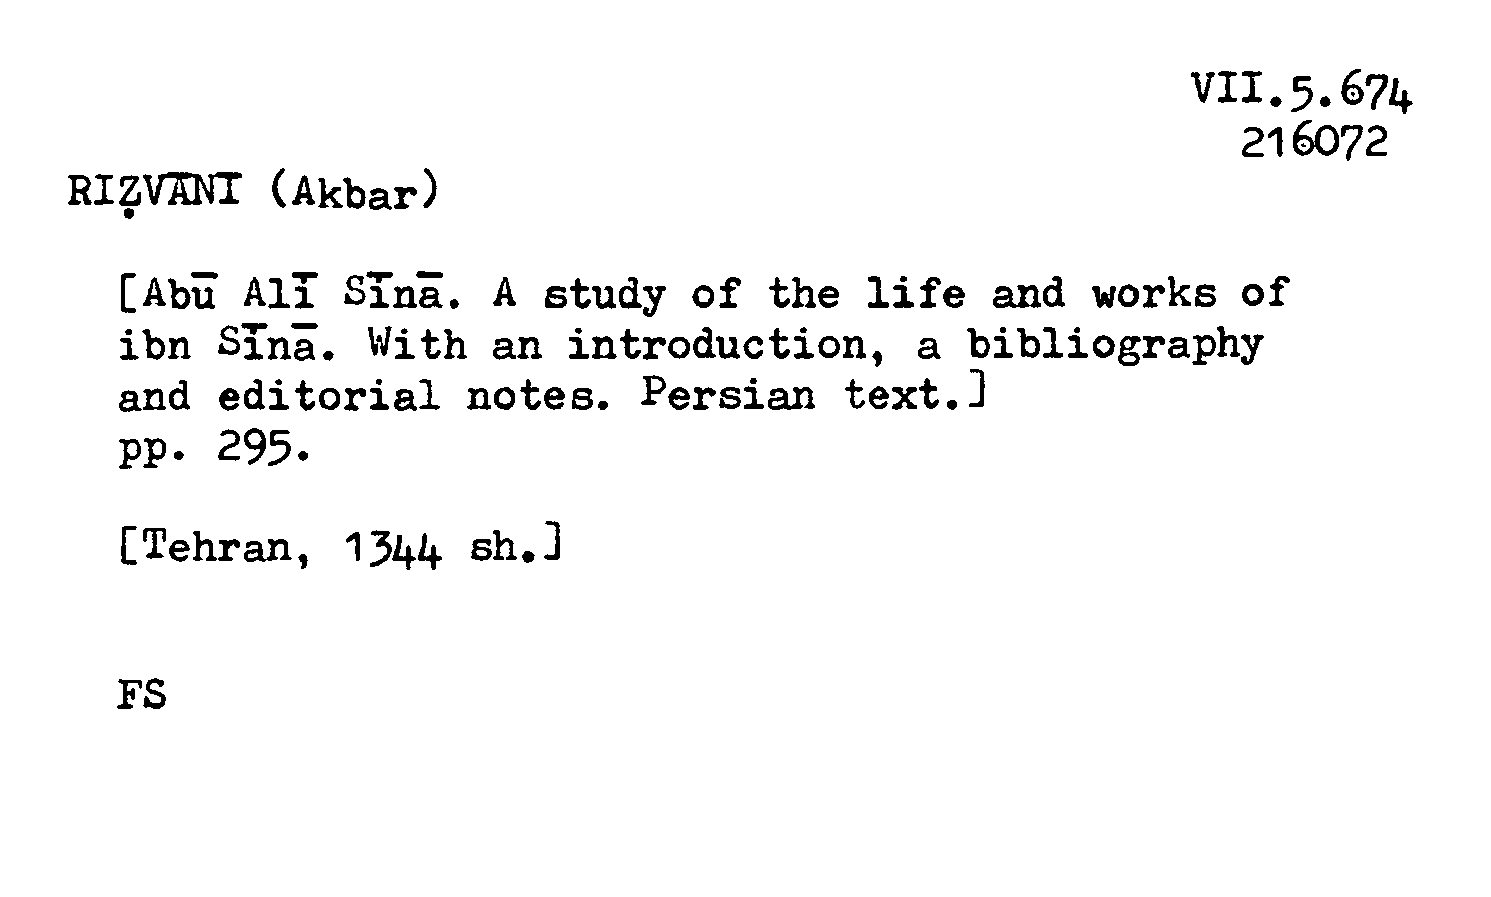 VII.5.674
216072
RIẒVĀNĪ (Akbar)
[Abū Alī Sīnā. A study of the life and works of
ibn Sīnā. With an introduction, a bibliography
and editorial notes. Persian text.]
pp. 295.
[Tehran, 1344 sh.]
FS